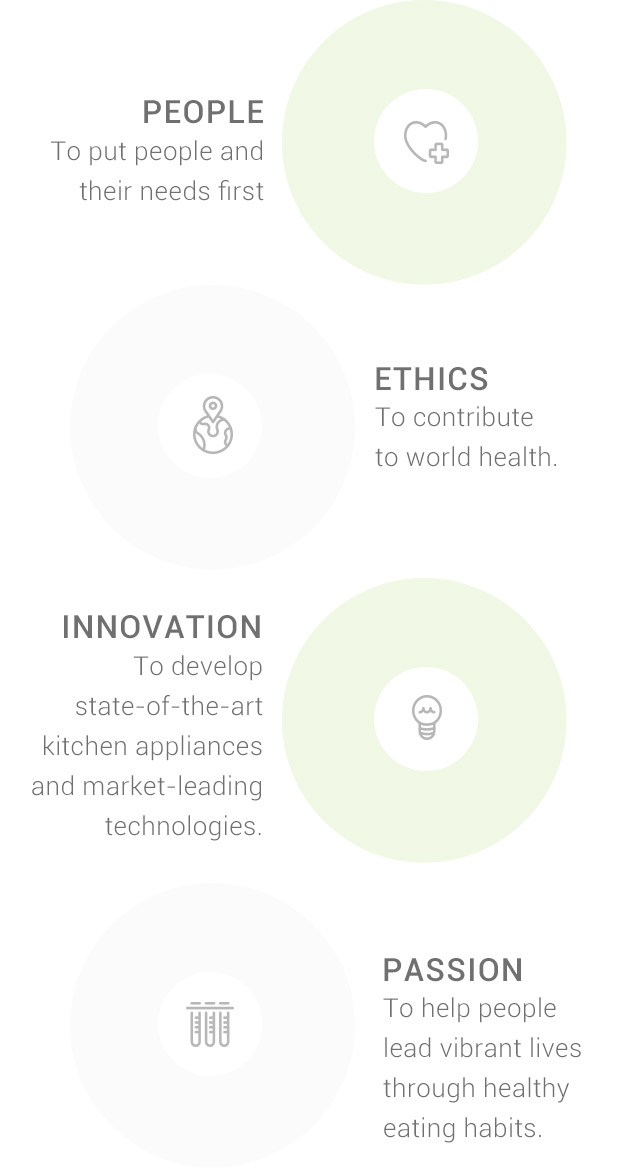 PEOPLE
To put people and
their needs first
ETHICS
To contribute
to world health.
INNOVATION
To develop
state-of-the-art
kitchen appliances
and market-leading
technologies.
PASSION
To help people
lead vibrant lives
through healthy
eating habits.